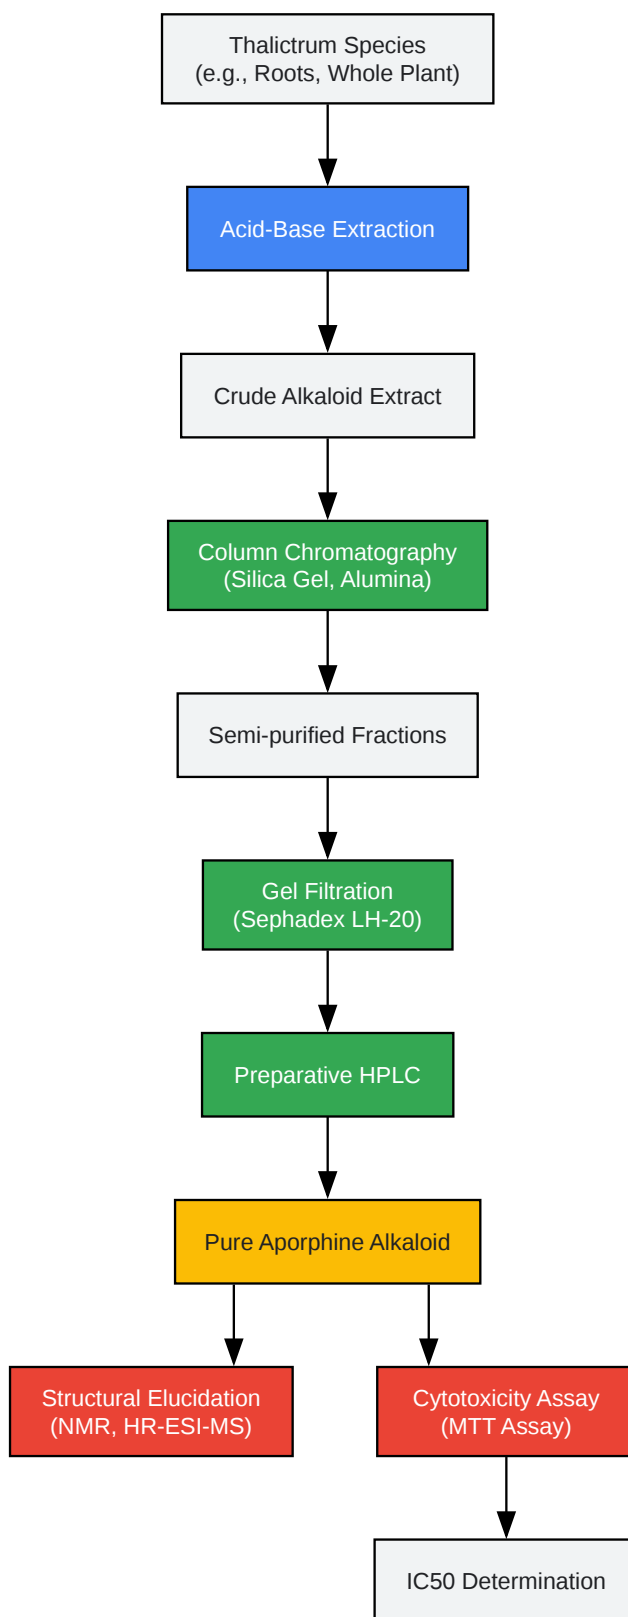 Thalictrum Species
(e.g., Roots, Whole Plant)
Acid-Base Extraction
Crude Alkaloid Extract
Column Chromatography
(Silica Gel, Alumina)
Semi-purified Fractions
Gel Filtration
(Sephadex LH-20)
Preparative HPLC
Pure Aporphine Alkaloid
Structural Elucidation
(NMR, HR-ESI-MS)
Cytotoxicity Assay
(MTT Assay)
IC50 Determination